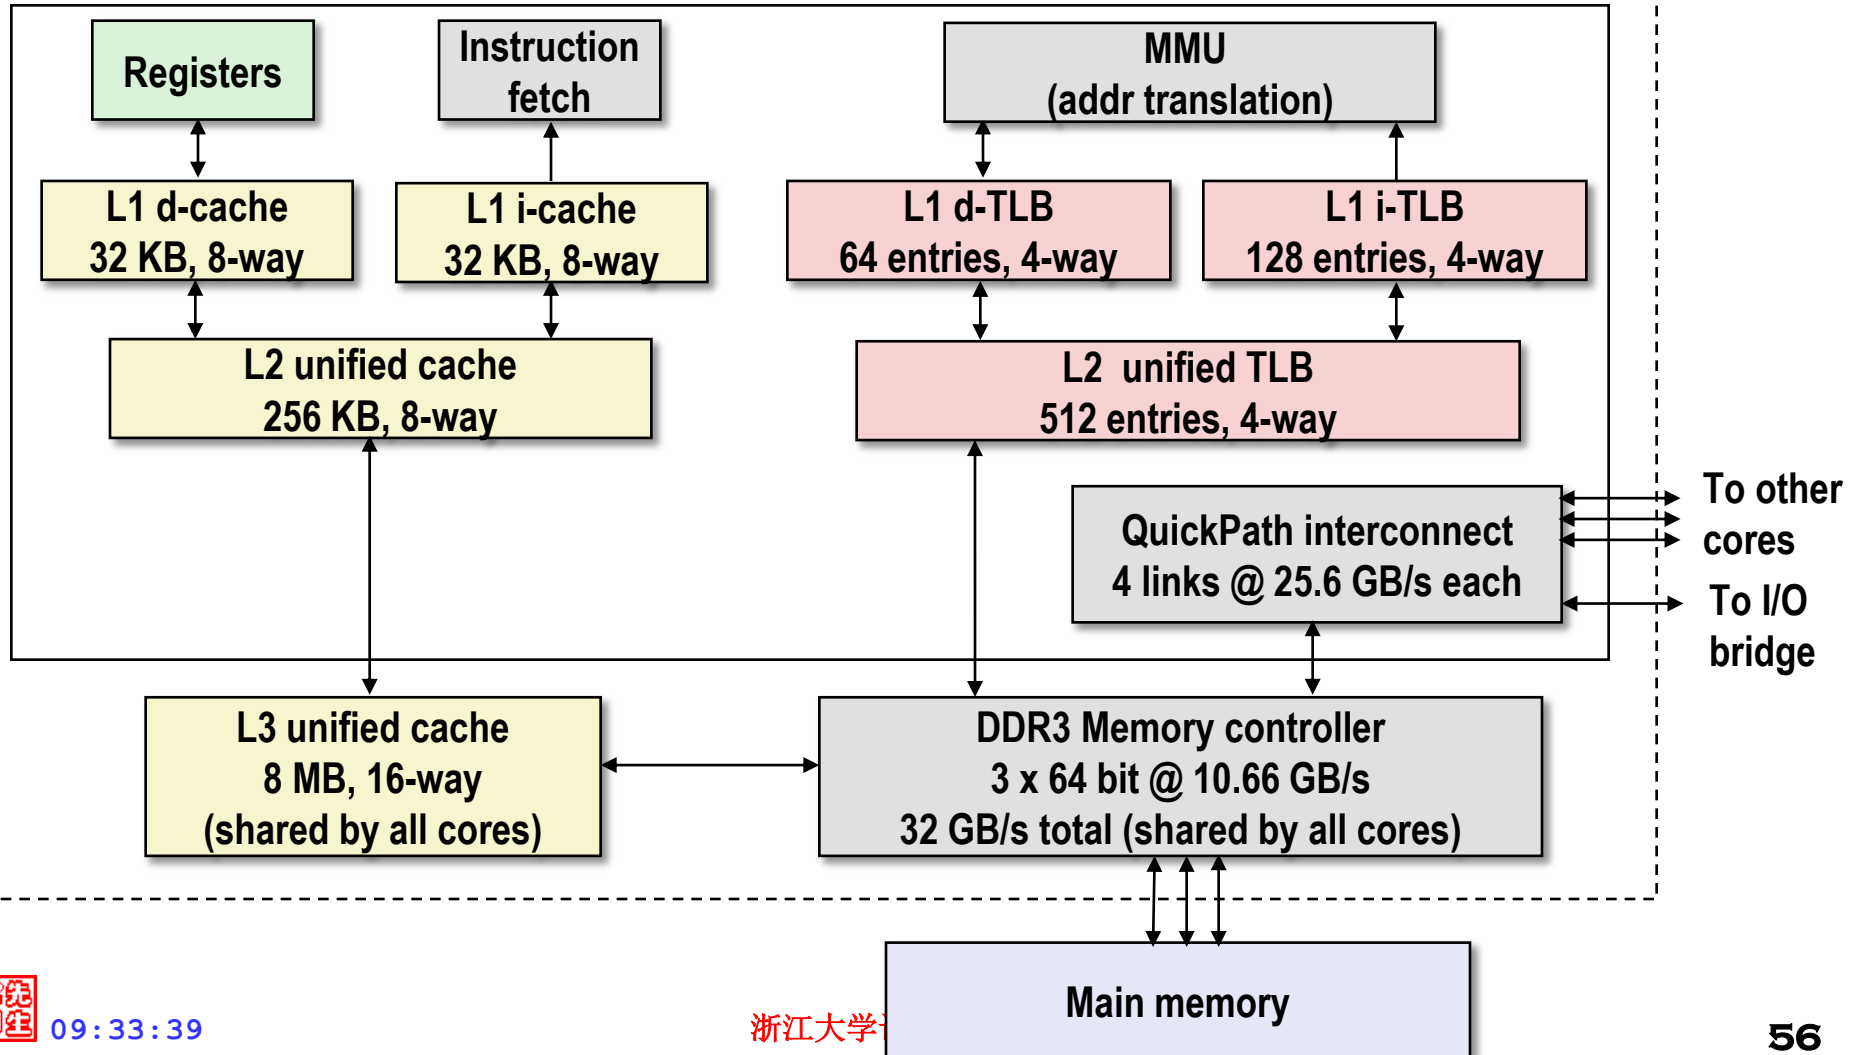 Registers
Instruction
fetch
MMU
(addr translation)
L1 d-cache
32 KB, 8-way
L1 i-cache
32 KB, 8-way
L1 d-TLB
64 entries, 4-way
L1 i-TLB
128 entries, 4-way
L2 unified cache
256 KB, 8-way
L2 unified TLB
512 entries, 4-way
QuickPath interconnect
4 links @ 25.6 GB/s each
To other
cores
To I/O
bridge
L3 unified cache
8 MB, 16-way
(shared by all cores)
DDR3 Memory controller
3 x 64 bit @ 10.66 GB/s
32 GB/s total (shared by all cores)
Main memory
09:33:39
浙江大学
56